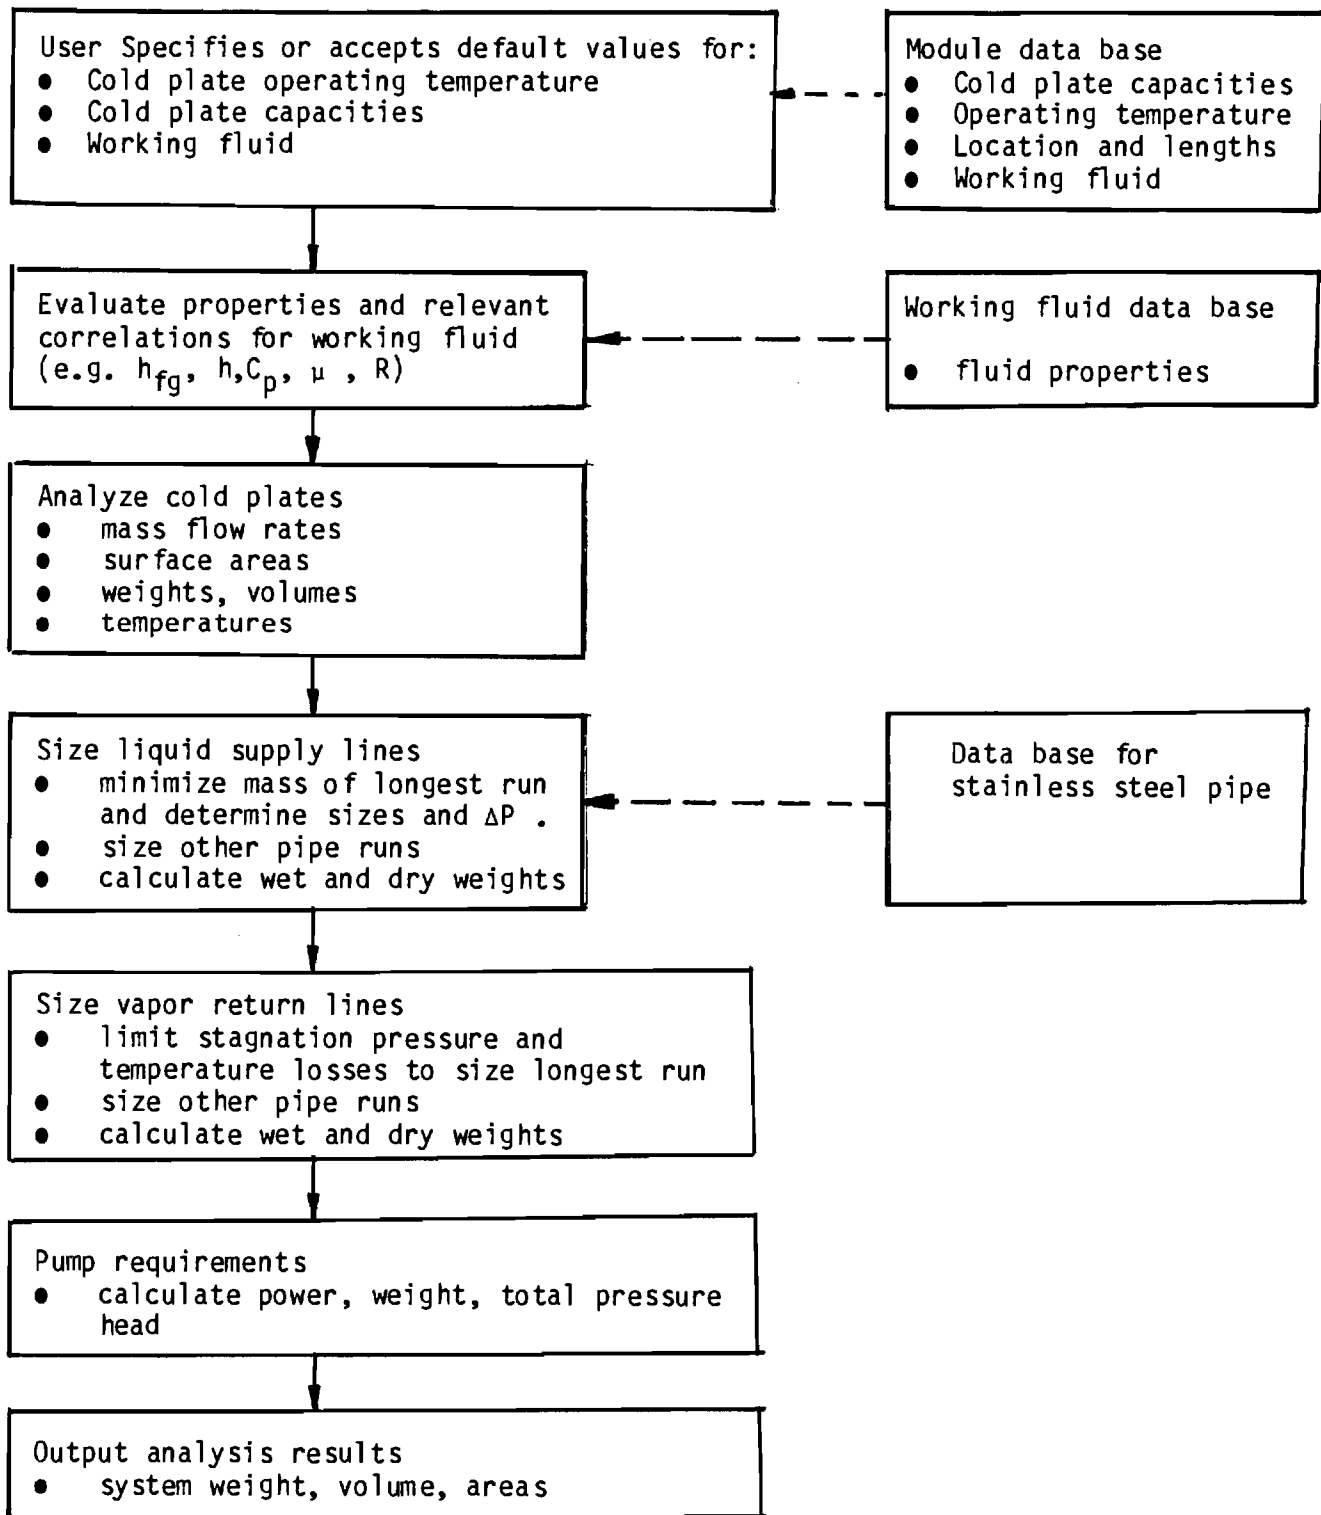 User Specifies or accepts default values for:
● Cold plate operating temperature
● Cold plate capacities
● Working fluid
Module data base
● Cold plate capacities
● Operating temperature
● Location and lengths
● Working fluid
Evaluate properties and relevant
correlations for working fluid
(e.g. hfg, h,Cp, μ , R)
Working fluid data base
● fluid properties
Analyze cold plates
● mass flow rates
● surface areas
● weights, volumes
● temperatures
Size liquid supply lines
● minimize mass of longest run
and determine sizes and ΔP .
● size other pipe runs
● calculate wet and dry weights
Data base for
stainless steel pipe
Size vapor return lines
● limit stagnation pressure and
temperature losses to size longest run
● size other pipe runs
● calculate wet and dry weights
Pump requirements
● calculate power, weight, total pressure
head
Output analysis results
● system weight, volume, areas